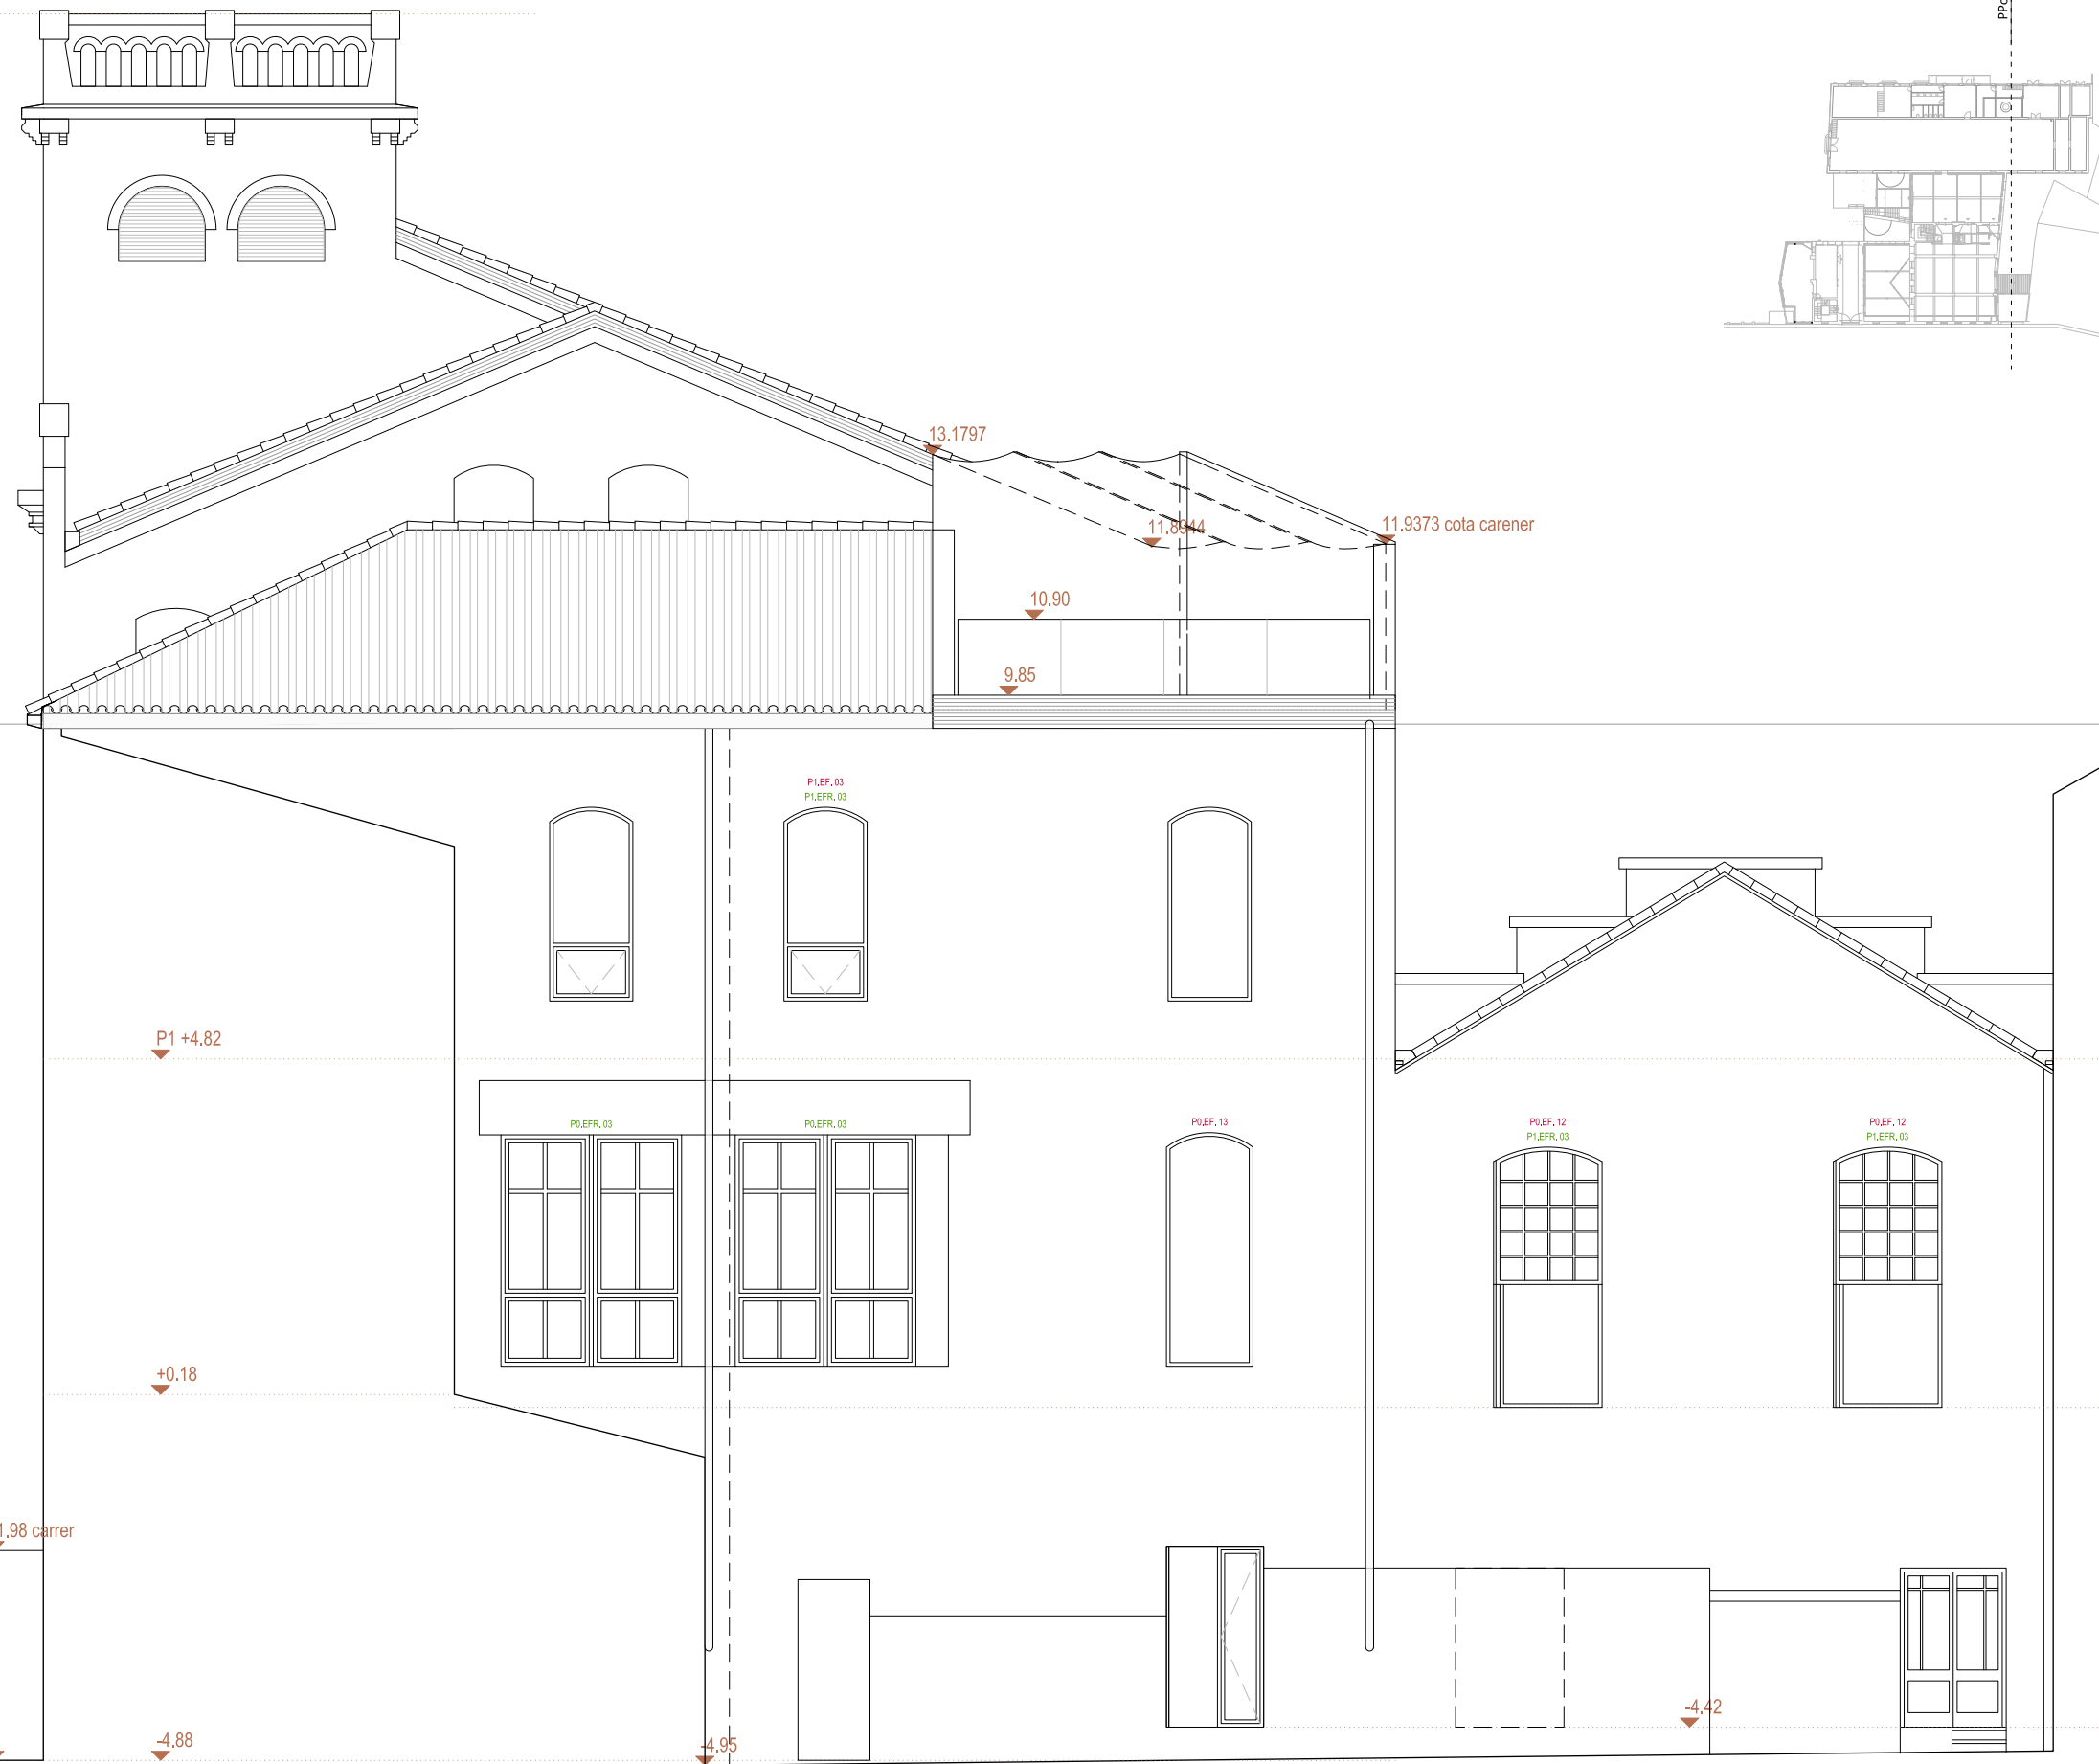 13.1797
11.8944
11.9373 cota carener
10.90
9.85
P1.EF. 03
P1.EFR. 03
P1 +4.82
P0.EFR. 03
P0.EFR. 03
P0.EF. 13
P0.EF. 12
P1.EFR. 03
P0.EF. 12
P1.EFR. 03
+0.18
1.98 carrer
-4.42
-4.88
-4.95